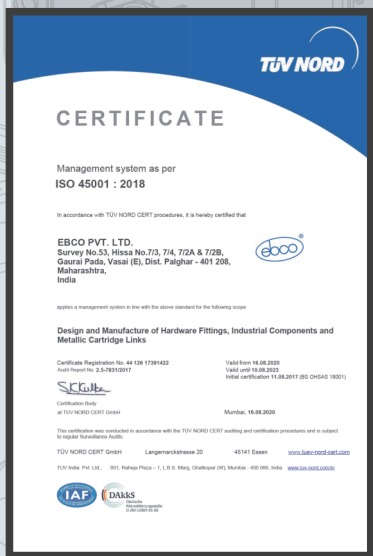 TÜV NORD
CERTIFICATE
Management system as per
ISO 45001 : 2018
In accordance with TÜV NORD CERT procedures, it is hereby certified that
EBCO PVT. LTD.
Survey No.53, Hissa No.7/3, 7/4, 7/2A & 7/2B,
Gaurai Pada, Vasai (E), Dist. Palghar - 401 208,
Maharashtra,
India
ebco
®
applies a management system in line with the above standard for the following scope
Design and Manufacture of Hardware Fittings, Industrial Components and
Metallic Cartridge Links
Certificate Registration No. 44 126 17391422
Audit Report No. 2.5-7831/2017
Valid from 16.08.2020
Valid until 10.08.2023
Initial certification 11.08.2017 (BS OHSAS 18001)
Certification Body
at TÜV NORD CERT GmbH
Mumbai, 16.08.2020
This certification was conducted in accordance with the TÜV NORD CERT auditing and certification procedures and is subject
to regular Surveillance Audits.
TÜV NORD CERT GmbH Langemarckstrasse 20 45141 Essen www.tuev-nord-cert.com
TUV India Pvt. Ltd., 801, Raheja Plaza – 1, L.B.S. Marg, Ghatkopar (W), Mumbai - 400 086, India www.tuv-nord.com/in
IAF
DAkkS
Deutsche
Akkreditierungsstelle